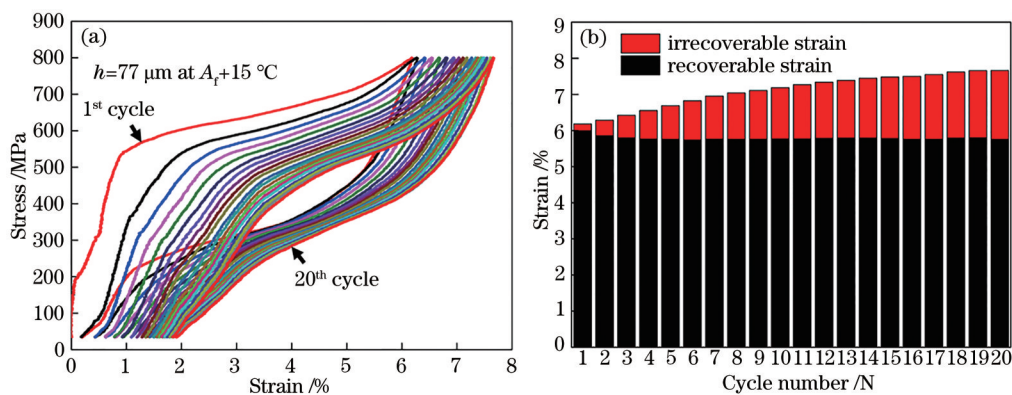 (a)
h=77 μm at Af+15 °C
1st cycle
20th cycle
900
800
700
600
500
400
300
200
100
0
Stress /MPa
0 1 2 3 4 5 6 7 8
Strain /%
(b)
irrecoverable strain
recoverable strain
9
8
7
6
5
4
3
2
1
0
Strain /%
1 2 3 4 5 6 7 8 9 10 11 12 13 14 15 16 17 18 19 20
Cycle number /N